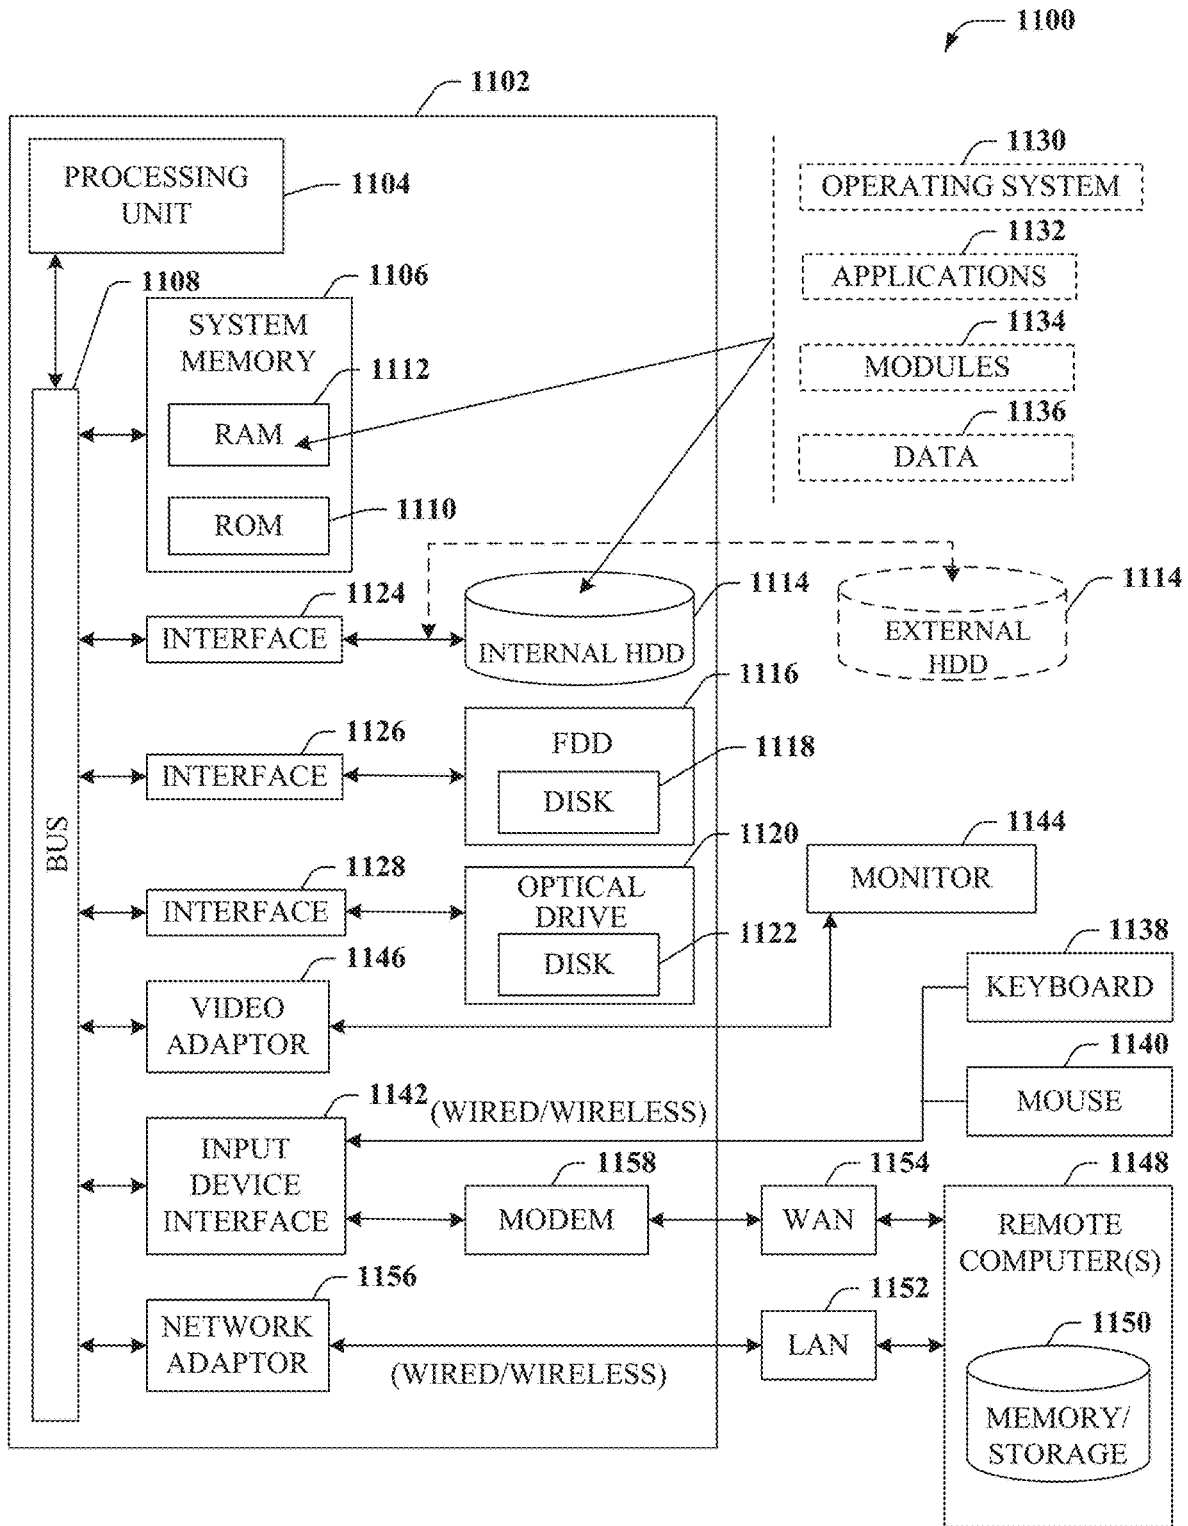 1100
1102
PROCESSING
UNIT
1104
1130
OPERATING SYSTEM
1132
APPLICATIONS
1134
MODULES
1136
DATA
1108
1106
SYSTEM
MEMORY
1112
RAM
1110
ROM
BUS
1124
INTERFACE
1114
INTERNAL HDD
1114
EXTERNAL
HDD
1126
INTERFACE
1116
FDD
1118
DISK
1128
INTERFACE
1120
OPTICAL
DRIVE
1122
DISK
1144
MONITOR
1146
VIDEO
ADAPTOR
1138
KEYBOARD
1140
MOUSE
1142
(WIRED/WIRELESS)
INPUT
DEVICE
INTERFACE
1158
MODEM
1154
WAN
1148
REMOTE
COMPUTER(S)
1156
NETWORK
ADAPTOR
(WIRED/WIRELESS)
1152
LAN
1150
MEMORY/
STORAGE